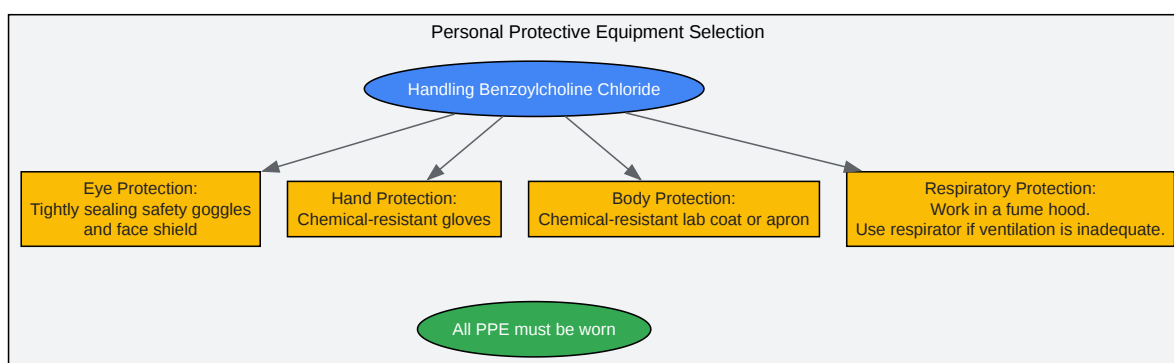 Personal Protective Equipment Selection
Handling Benzoylcholine Chloride
Eye Protection:
Tightly sealing safety goggles
and face shield
Hand Protection:
Chemical-resistant gloves
Body Protection:
Chemical-resistant lab coat or apron
Respiratory Protection:
Work in a fume hood.
Use respirator if ventilation is inadequate.
All PPE must be worn